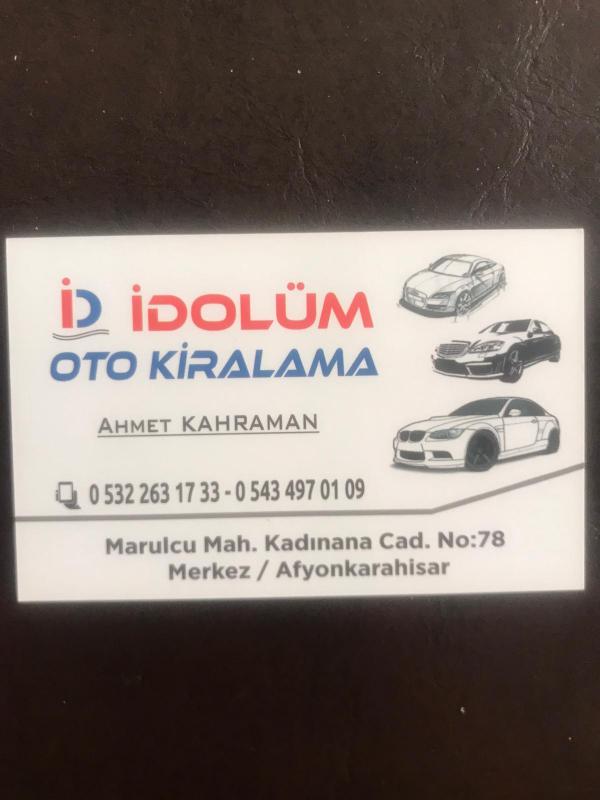 İD İDOLÜM
OTO KİRALAMA
AHMET KAHRAMAN
0 532 263 17 33 - 0 543 497 01 09
Marulcu Mah. Kadınana Cad. No:78
Merkez / Afyonkarahisar